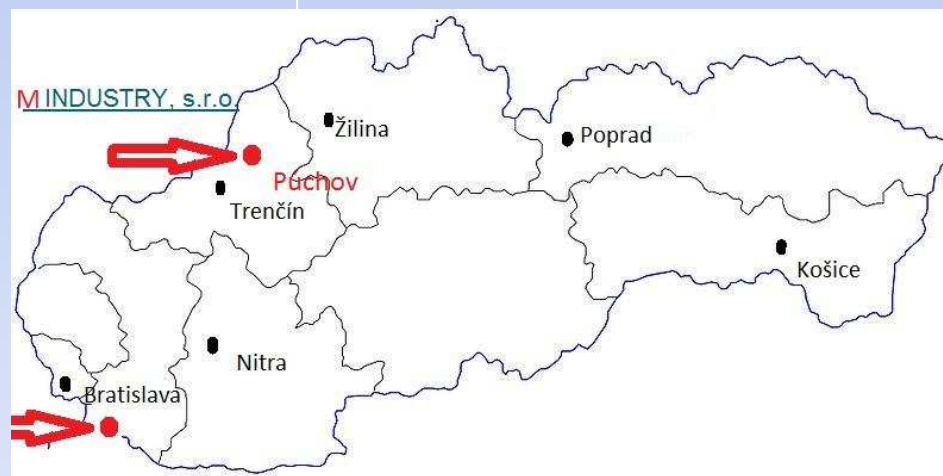 M INDUSTRY, s.r.o.
Žilina
Poprad
Púchov
Trenčín
Košice
Nitra
Bratislava